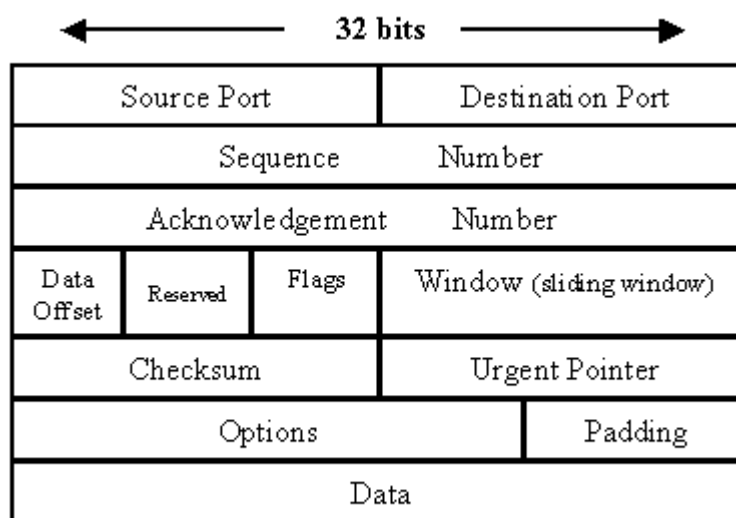 32 bits
Source Port
Destination Port
Sequence Number
Acknowledgement Number
Data
Offset
Reserved
Flags
Window (sliding window)
Checksum
Urgent Pointer
Options
Padding
Data